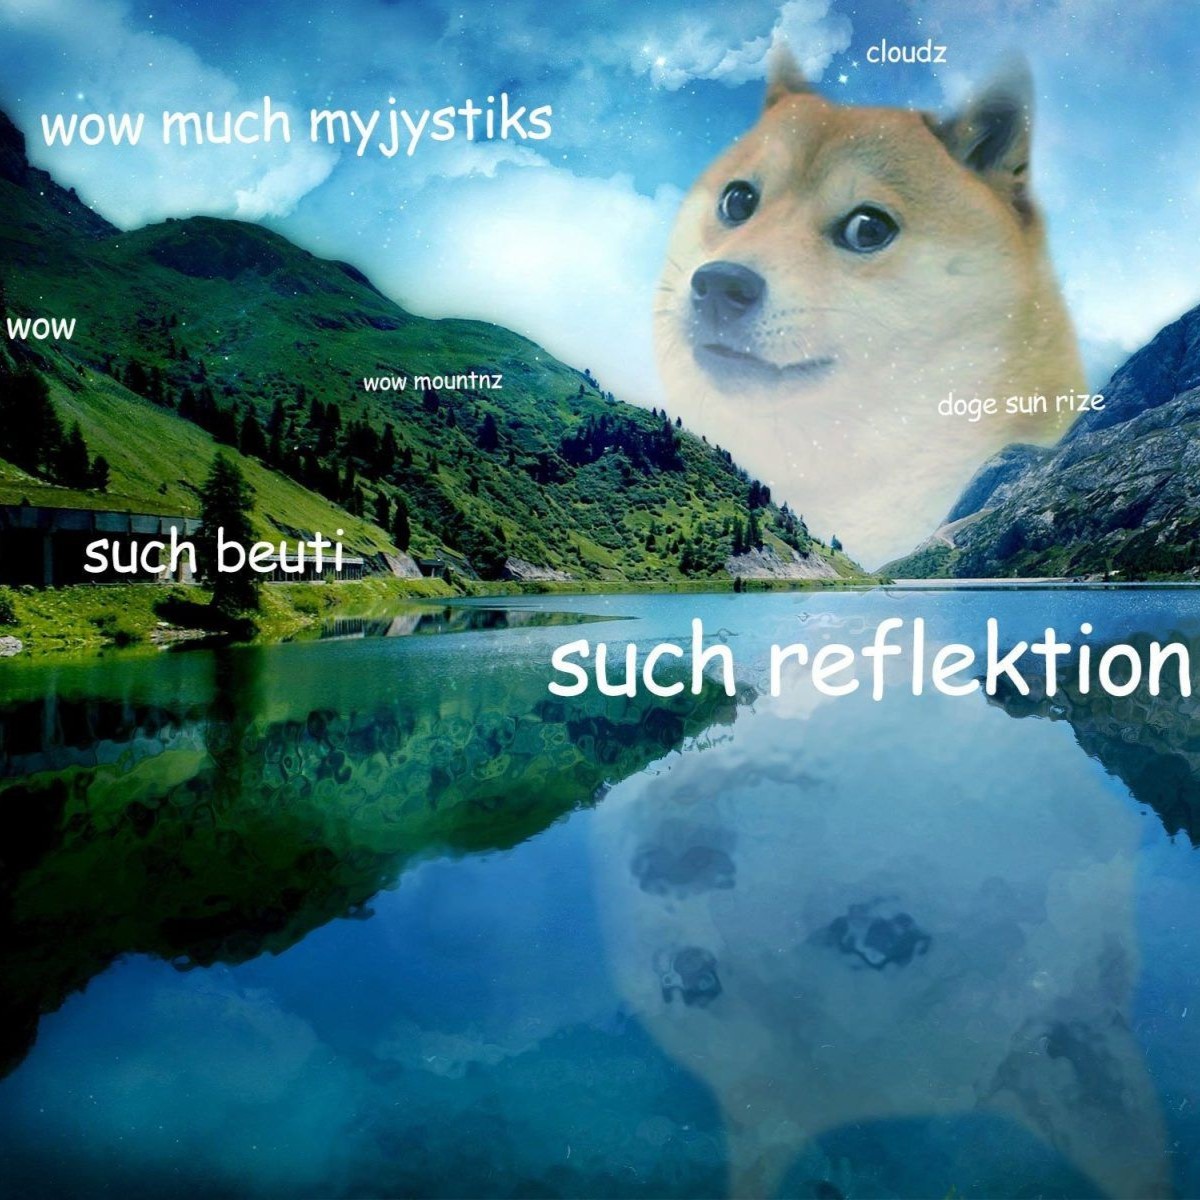 cloudz
wow much myjystiks
wow
wow mountnz
doge sun rize
such beuti
such reflektion